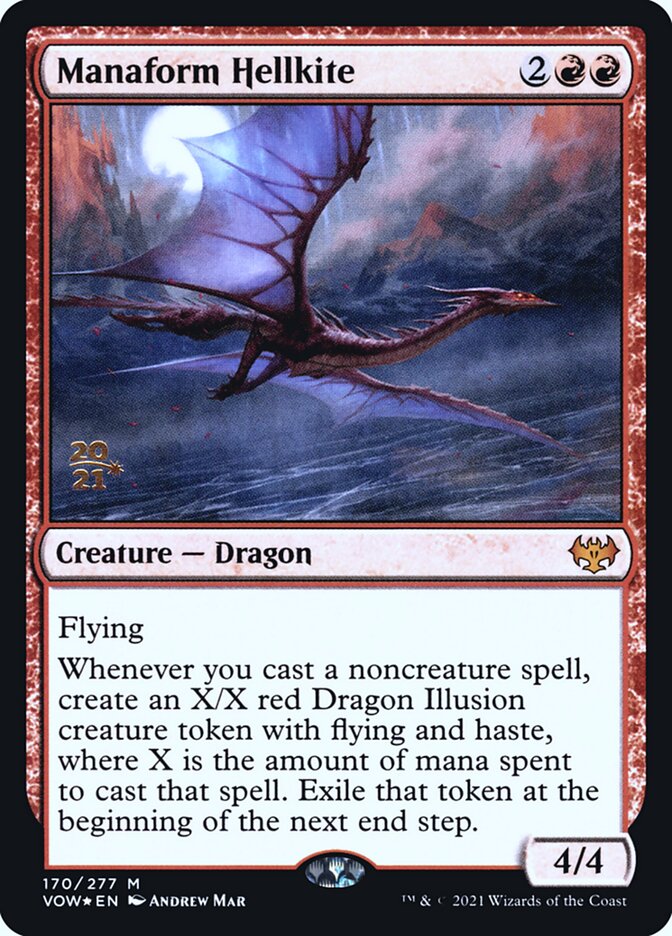 Manaform Hellkite 2
20
21
Creature — Dragon
Flying
Whenever you cast a noncreature spell,
create an X/X red Dragon Illusion
creature token with flying and haste,
where X is the amount of mana spent
to cast that spell. Exile that token at the
beginning of the next end step.
4/4
170/277 M
VOW★EN Andrew Mar
™ & © 2021 Wizards of the Coast